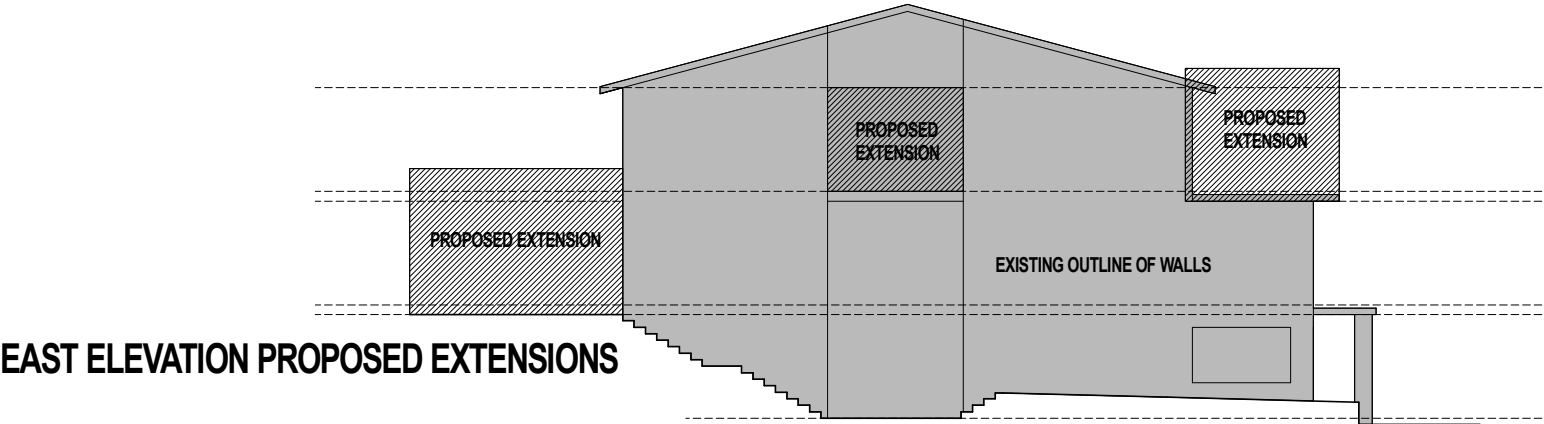 PROPOSED
EXTENSION
PROPOSED
EXTENSION
PROPOSED EXTENSION
EXISTING OUTLINE OF WALLS
EAST ELEVATION PROPOSED EXTENSIONS